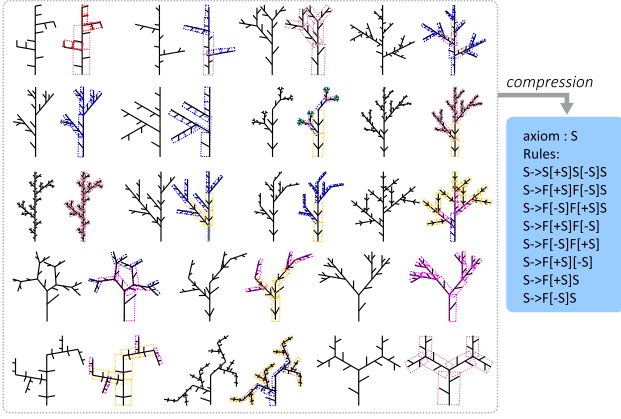 compression
axiom : S
Rules:
S->S[+S]S[-S]S
S->F[+S]F[-S]S
S->F[-S]F[+S]S
S->F[+S]F[-S]
S->F[-S]F[+S]
S->F[+S][-S]
S->F[+S]S
S->F[-S]S